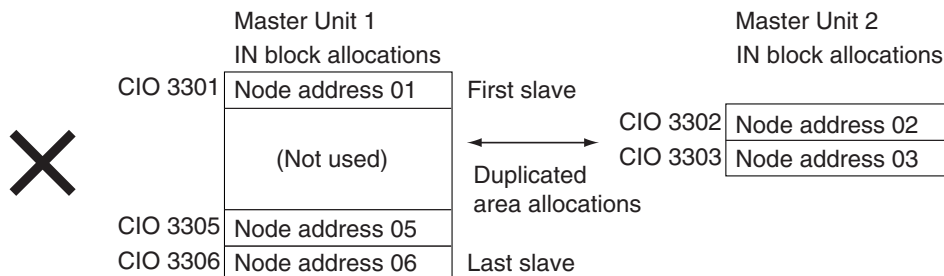 Master Unit 1
IN block allocations
CIO 3301 Node address 01 First slave
(Not used)
CIO 3305 Node address 05
CIO 3306 Node address 06 Last slave
Duplicated
area allocations
Master Unit 2
IN block allocations
CIO 3302 Node address 02
CIO 3303 Node address 03